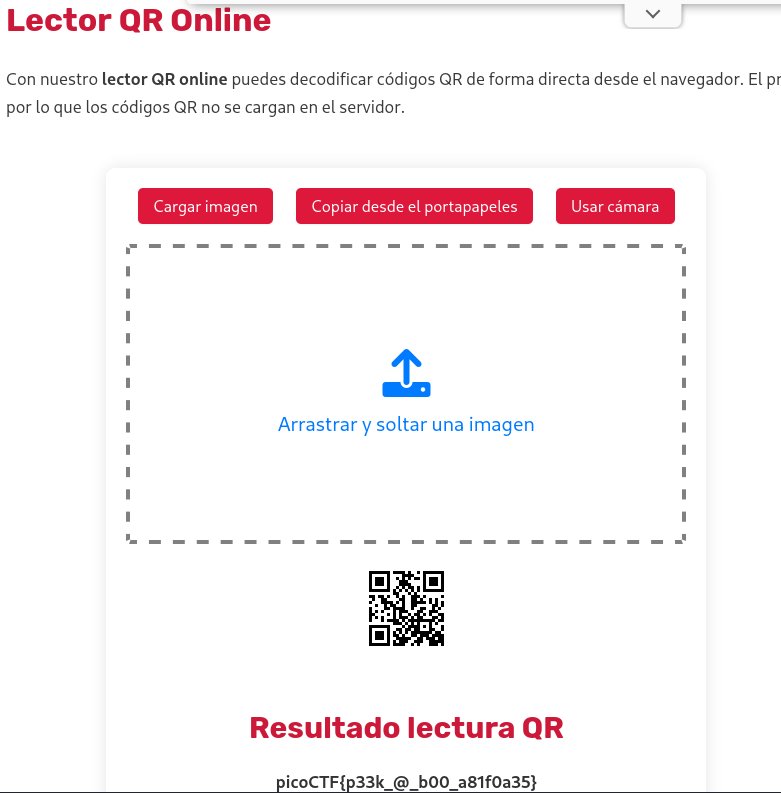 Lector QR Online
Con nuestro lector QR online puedes decodificar códigos QR de forma directa desde el navegador. El
por lo que los códigos QR no se cargan en el servidor.
Cargar imagen
Copiar desde el portapapeles
Usar cámara
Arrastrar y soltar una imagen
Resultado lectura QR
picoCTF{p33k_@_b00_a81f0a35}